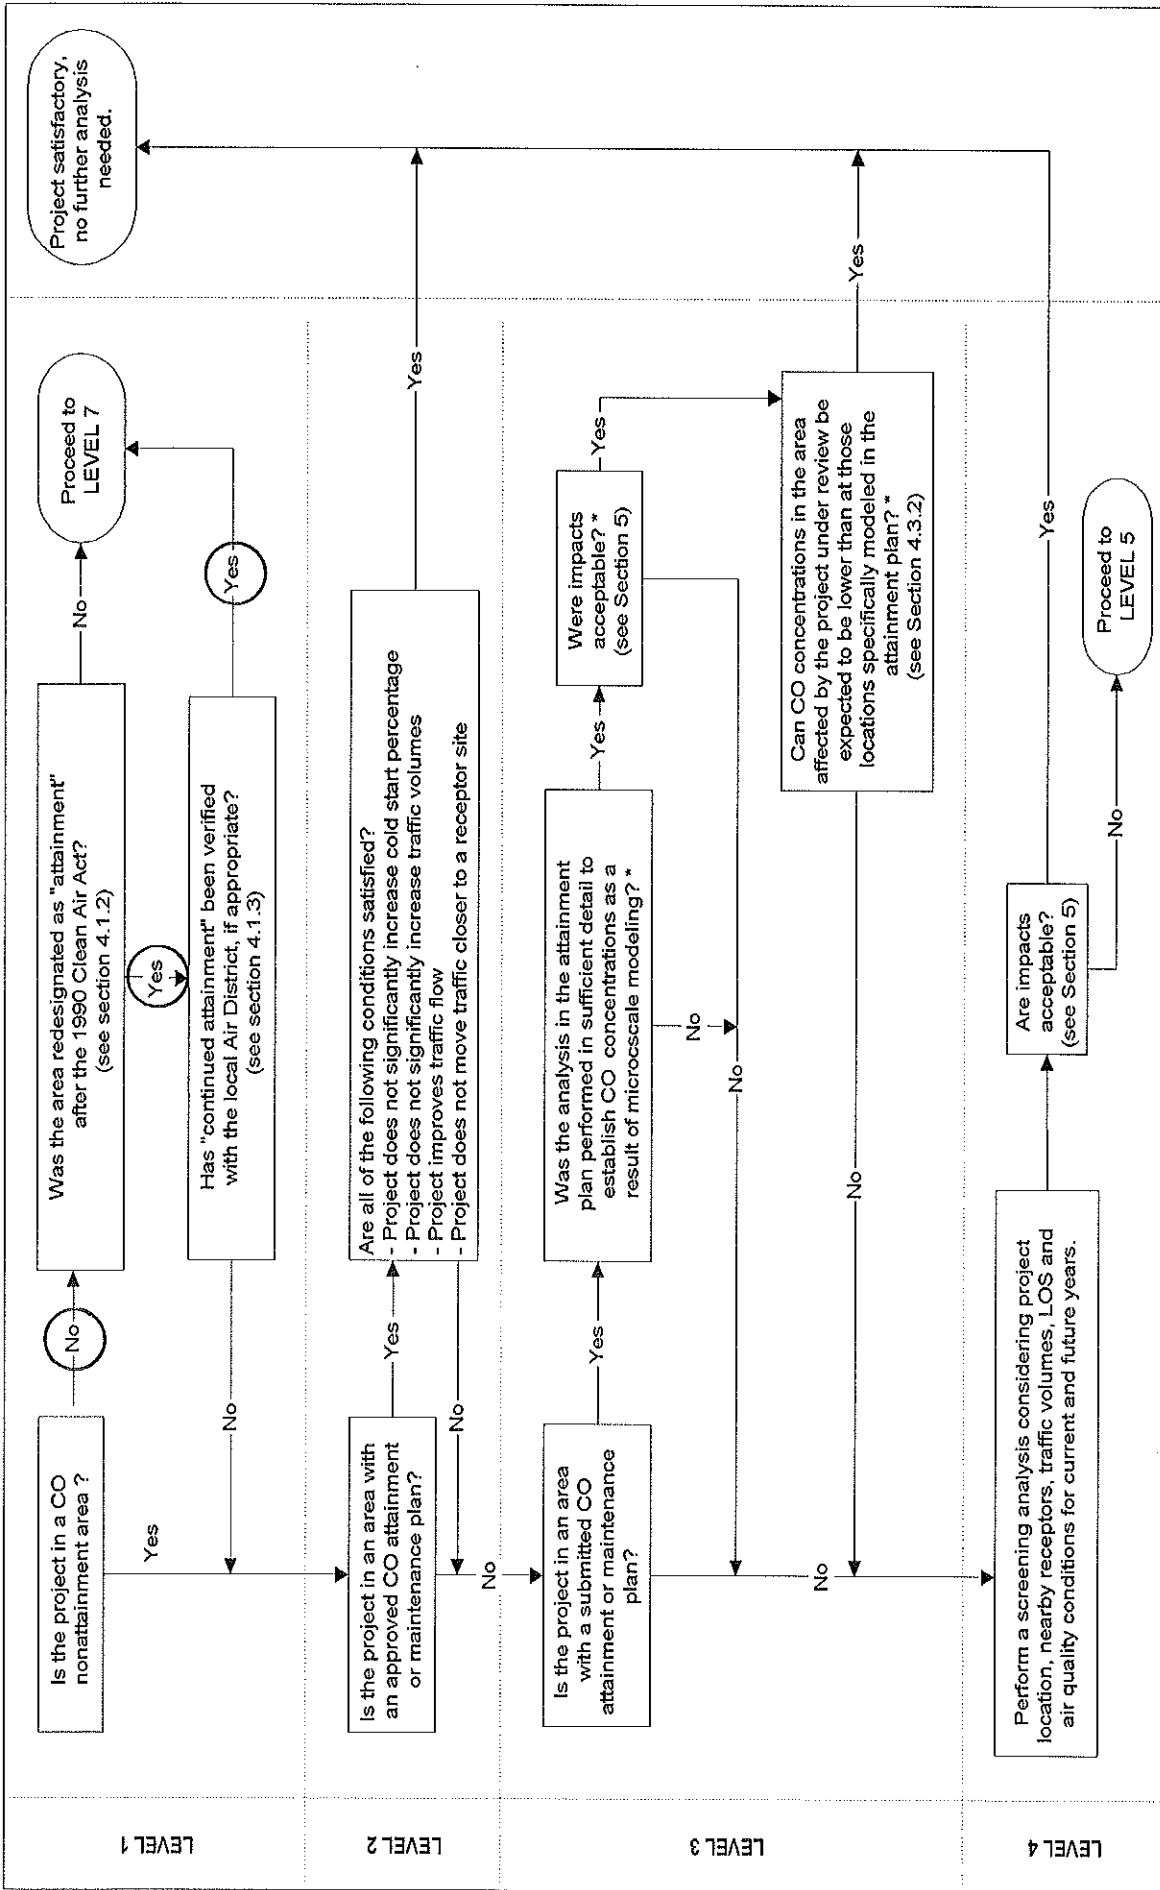 LEVEL 1
Is the project in a CO
nonattainment area ?
No
Was the area redesignated as "attainment"
after the 1990 Clean Air Act?
(see section 4.1.2)
No
Proceed to
LEVEL 7
Project satisfactory,
no further analysis
needed.
Yes
Yes
Has "continued attainment" been verified
with the local Air District, if appropriate?
(see section 4.1.3)
Yes
No
LEVEL 2
Is the project in an area with
an approved CO attainment
or maintenance plan?
Yes
Are all of the following conditions satisfied?
- Project does not significantly increase cold start percentage
- Project does not significantly increase traffic volumes
- Project improves traffic flow
- Project does not move traffic closer to a receptor site
Yes
No
No
LEVEL 3
Is the project in an area
with a submitted CO
attainment or maintenance
plan?
Yes
Was the analysis in the attainment
plan performed in sufficient detail to
establish CO concentrations as a
result of microcscale modeling? *
Yes
Were impacts
acceptable? *
(see Section 5)
Yes
No
No
Can CO concentrations in the area
affected by the project under review be
expected to be lower than at those
locations specifically modeled in the
attainment plan? *
(see Section 4.3.2)
Yes
No
No
LEVEL 4
Perform a screening analysis considering project
location, nearby receptors, traffic volumes, LOS and
air quality conditions for current and future years.
Are impacts
acceptable?
(see Section 5)
Yes
No
Proceed to
LEVEL 5